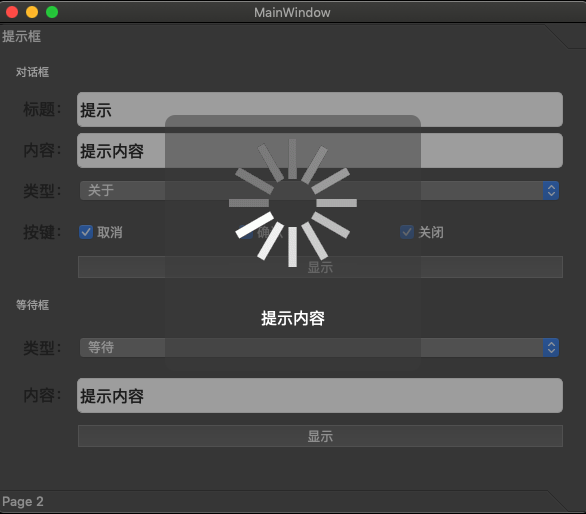 MainWindow
提示框
对话框
标题: 提示
内容: 提示内容
类型: 关于
按键: 取消 确 关闭
显示
提示内容
等待框
类型: 等待
内容: 提示内容
显示
Page 2